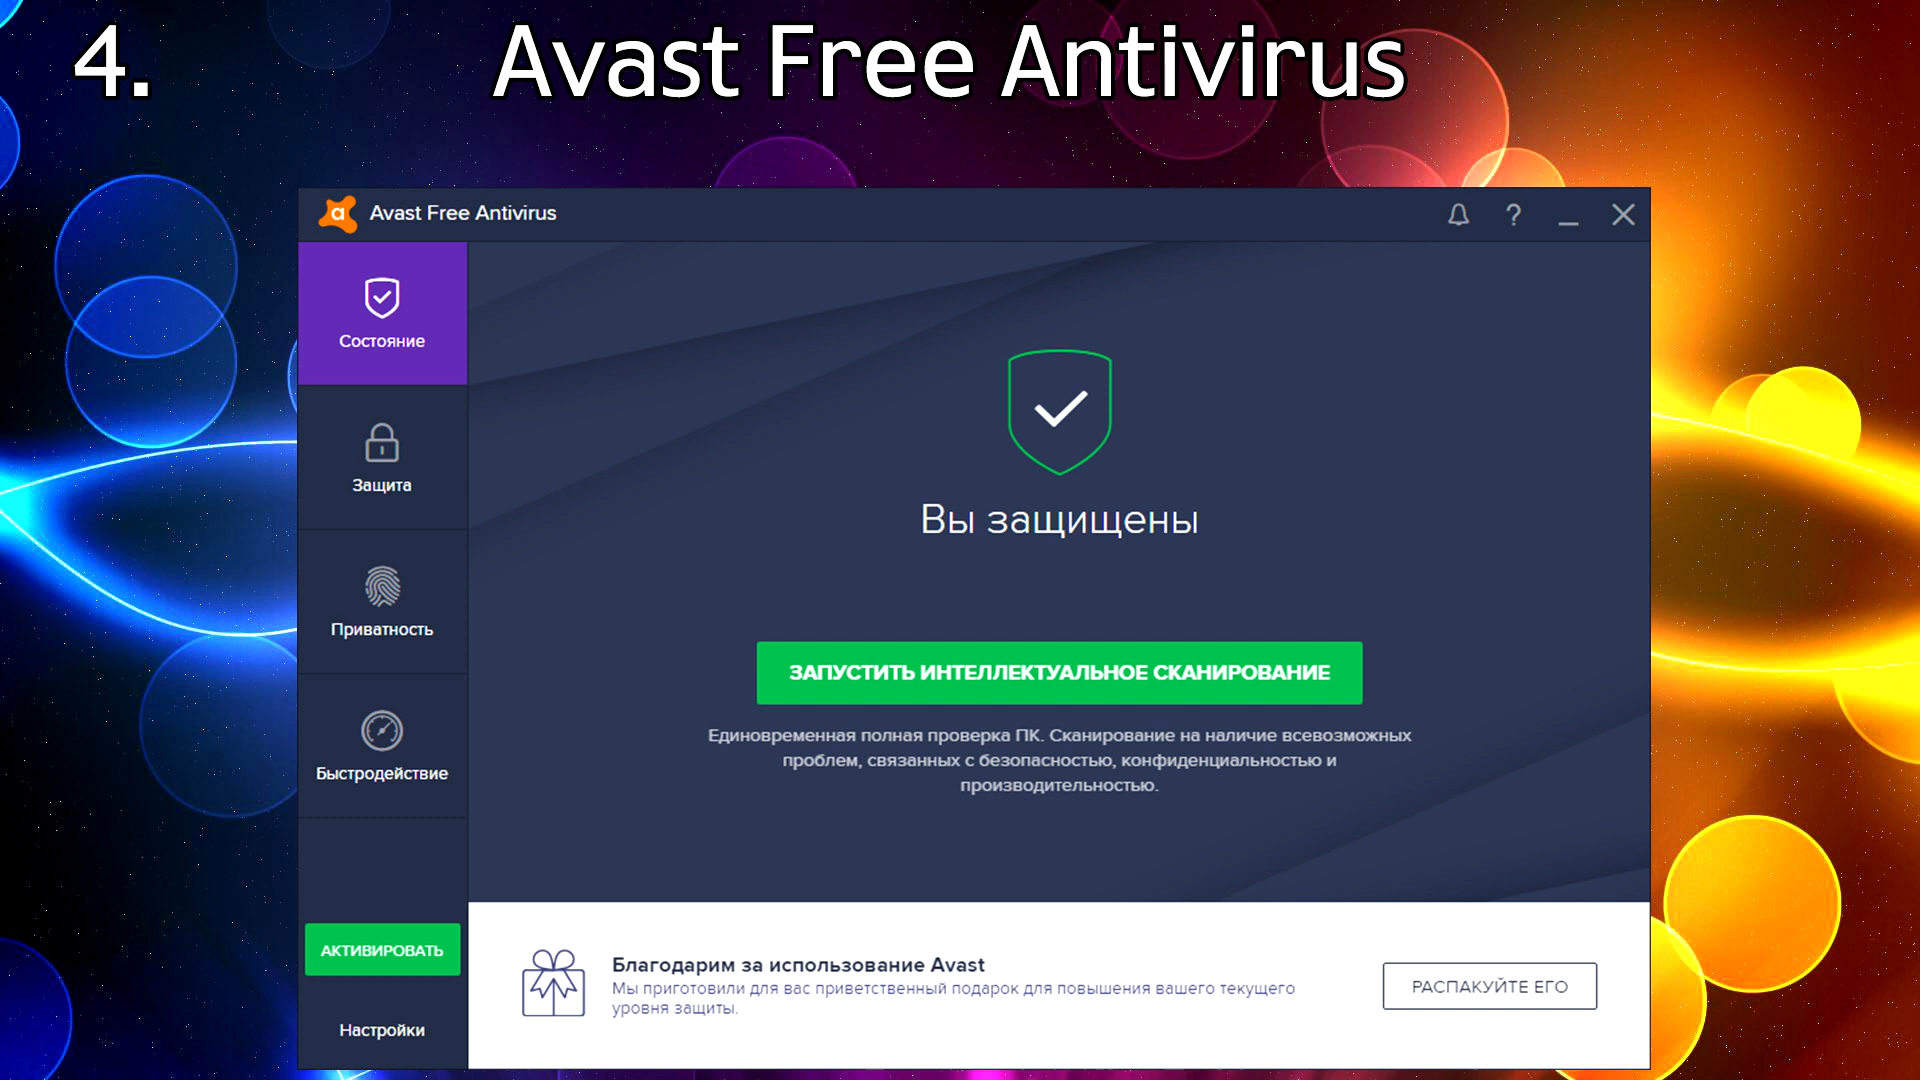 4. Avast Free Antivirus
Avast Free Antivirus
Состояние
Защита
Приватность
Быстродействие
АКТИВИРОВАТЬ
Настройки
Вы защищены
ЗАПУСТИТЬ ИНТЕЛЛЕКТУАЛЬНОЕ СКАНИРОВАНИЕ
Единовременная полная проверка ПК. Сканирование на наличие всевозможных
проблем, связанных с безопасностью, конфиденциальностью и
производительностью.
Благодарим за использование Avast
Мы приготовили для вас приветственный подарок для повышения вашего текущего
уровня защиты.
РАСПАКУЙТЕ ЕГО